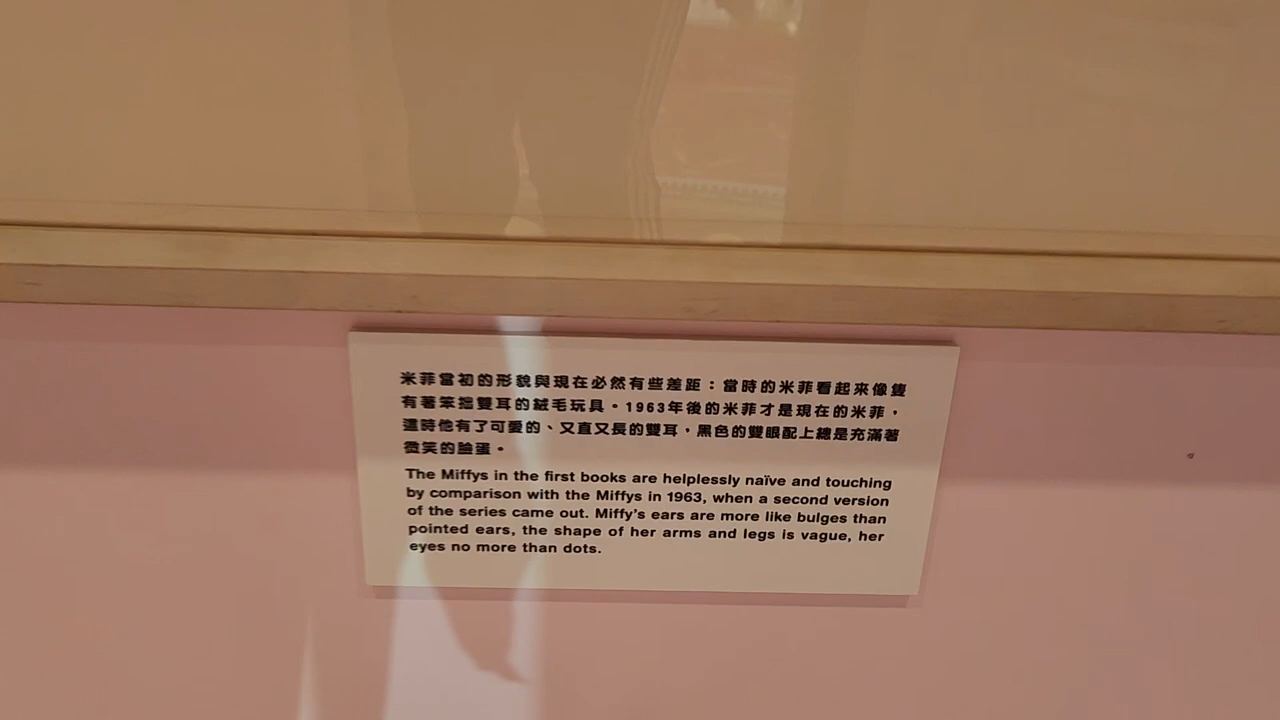 米菲當初的形貌與現在必然有些差距：當時的米菲看起來像隻
有著笨拙雙耳的絨毛玩具。1963年後的米菲才是現在的米菲，
這時他有了可愛的、又直又長的雙耳，黑色的雙眼配上總是充滿著
微笑的臉蛋。
The Miffys in the first books are helplessly naïve and touching
by comparison with the Miffys in 1963, when a second version
of the series came out. Miffy's ears are more like bulges than
pointed ears, the shape of her arms and legs is vague, her
eyes no more than dots.